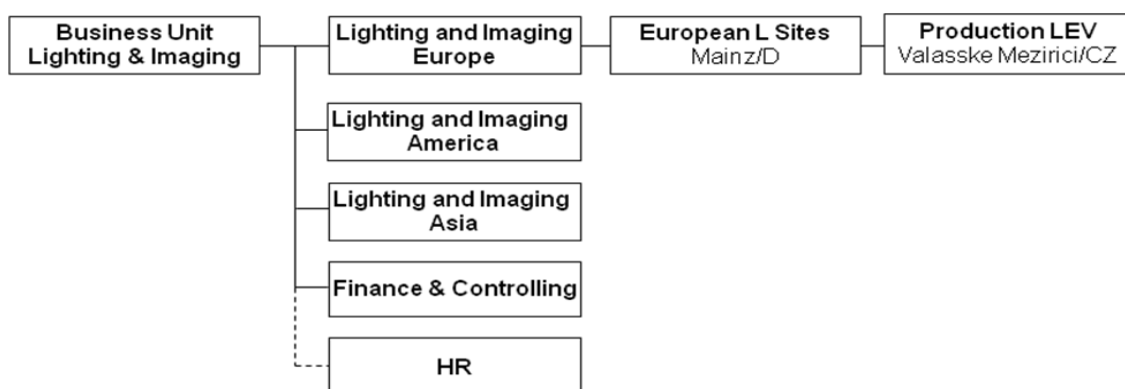 Business Unit
Lighting & Imaging
Lighting and Imaging
Europe
European L Sites
Mainz/D
Production LEV
Valasske Mezirici/CZ
Lighting and Imaging
America
Lighting and Imaging
Asia
Finance & Controlling
HR